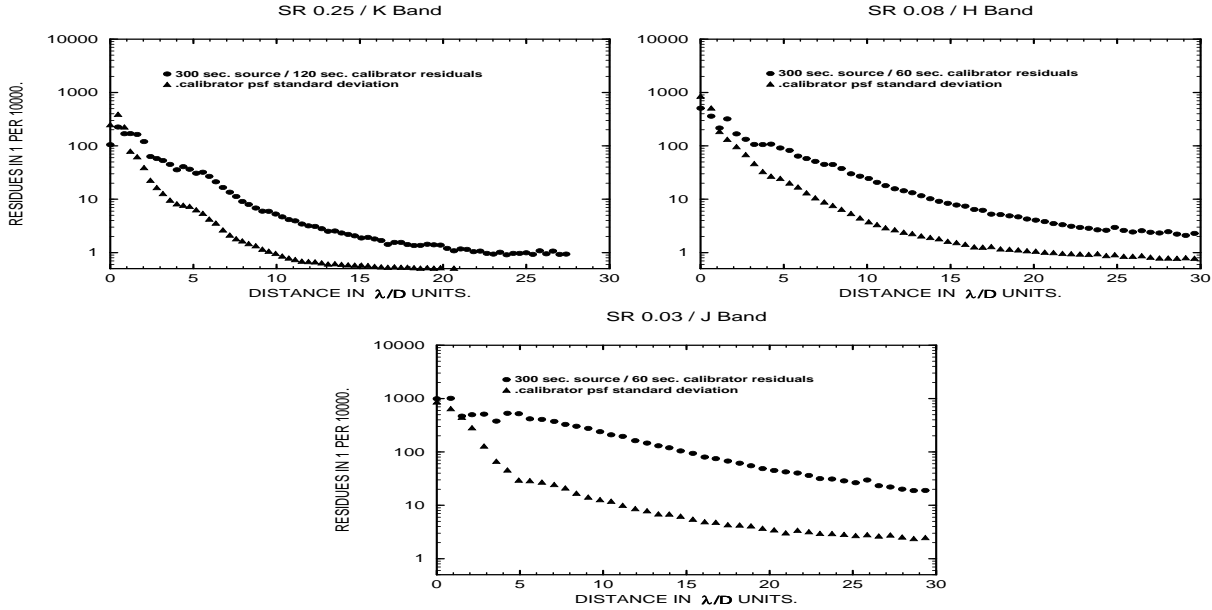 SR 0.25 / K Band
RESIDUES IN 1 PER 10000.
10000
1000
100
10
1
● 300 sec. source / 120 sec. calibrator residuals
▲ .calibrator psf standard deviation
0 5 10 15 20 25 30
DISTANCE IN λ/D UNITS.
SR 0.08 / H Band
10000
1000
100
10
1
● 300 sec. source / 60 sec. calibrator residuals
▲ .calibrator psf standard deviation
0 5 10 15 20 25 30
DISTANCE IN λ/D UNITS.
SR 0.03 / J Band
RESIDUES IN 1 PER 10000.
10000
1000
100
10
1
● 300 sec. source / 60 sec. calibrator residuals
▲ .calibrator psf standard deviation
0 5 10 15 20 25 30
DISTANCE IN λ/D UNITS.